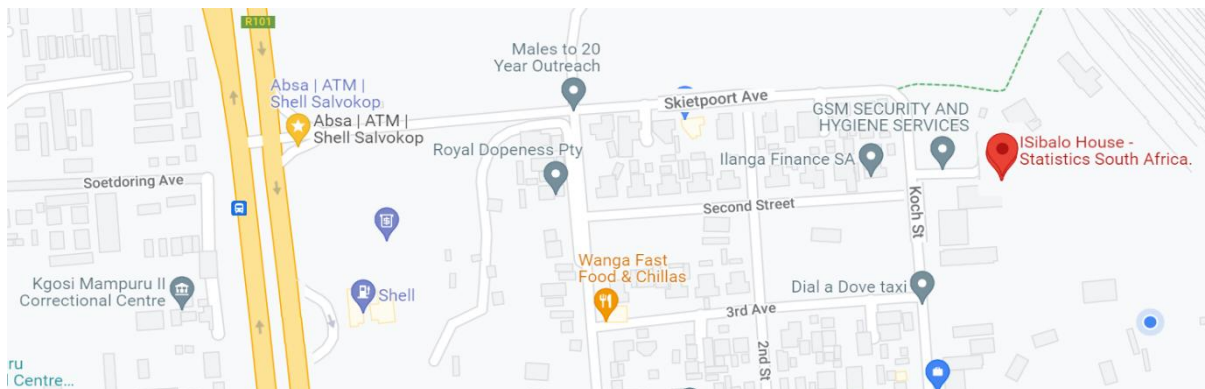 R101
Males to 20
Year Outreach
Absa | ATM |
Shell Salvokop
Absa | ATM |
Shell Salvokop
Skietpoort Ave
GSM SECURITY AND
HYGIENE SERVICES
ISibalo House -
Statistics South Africa.
Royal Dopeness Pty
Ilanga Finance SA
Soetdoring Ave
Second Street
Koch St
Wanga Fast
Food & Chillas
Kgosi Mampuru II
Correctional Centre
Shell
Dial a Dove taxi
3rd Ave
2nd St
ru
Centre...